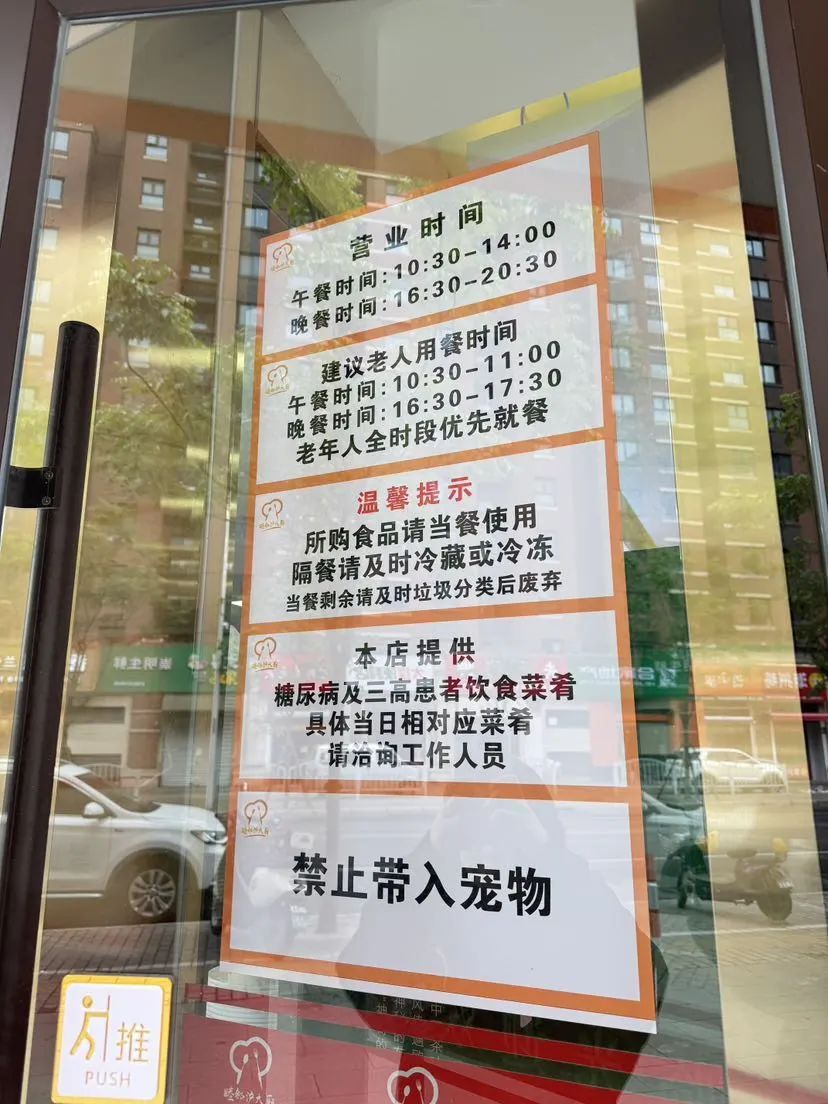 营业时间
午餐时间:10:30-14:00
晚餐时间:16:30-20:30
建议老人用餐时间
午餐时间:10:30-11:00
晚餐时间:16:30-17:30
老年人全时段优先就餐
温馨提示
所购食品请当餐使用
隔餐请及时冷藏或冷冻
当餐剩余请及时垃圾分类后废弃
本店提供
糖尿病及三高患者饮食菜肴
具体当日相对应菜肴
请洽询工作人员
禁止带入宠物
推
PUSH